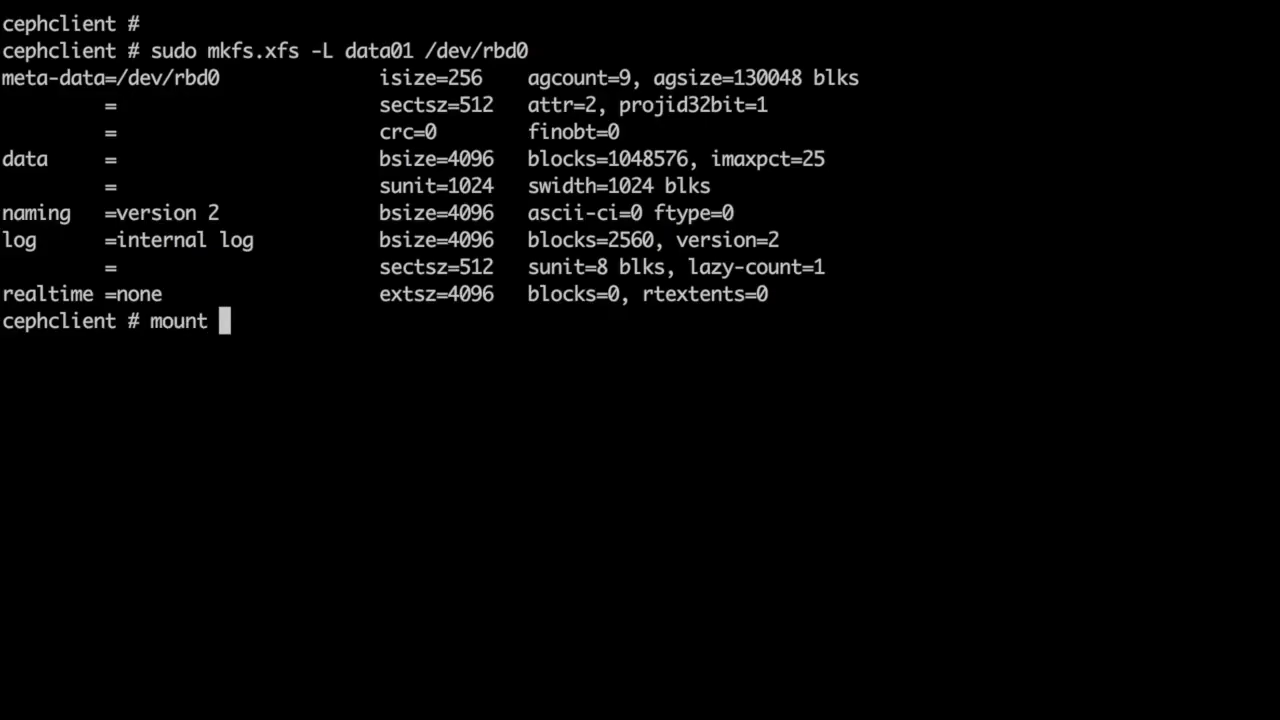 cephclient #
cephclient # sudo mkfs.xfs -L data01 /dev/rbd0
meta-data=/dev/rbd0              isize=256    agcount=9, agsize=130048 blks
         =                       sectsz=512   attr=2, projid32bit=1
         =                       crc=0        finobt=0
data     =                       bsize=4096   blocks=1048576, imaxpct=25
         =                       sunit=1024   swidth=1024 blks
naming   =version 2              bsize=4096   ascii-ci=0 ftype=0
log      =internal log           bsize=4096   blocks=2560, version=2
         =                       sectsz=512   sunit=8 blks, lazy-count=1
realtime =none                   extsz=4096   blocks=0, rtextents=0
cephclient # mount